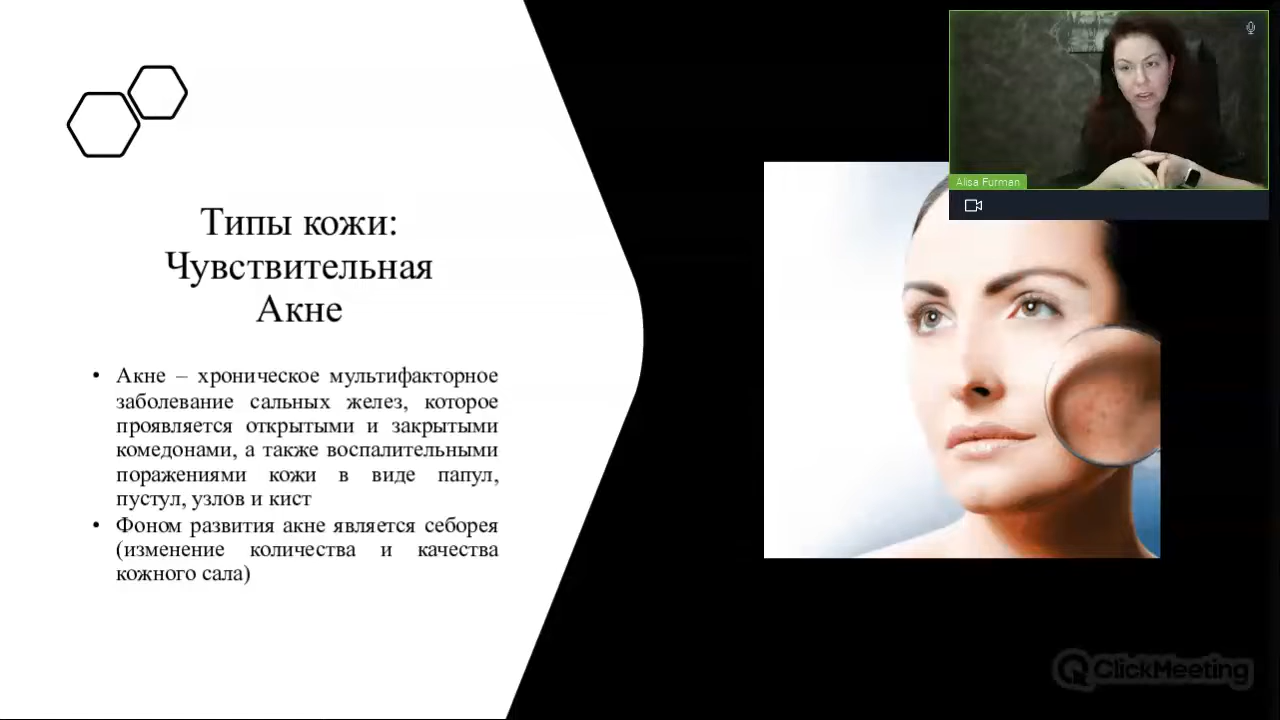 Типы кожи:
Чувствительная
Акне
• Акне – хроническое мультифакторное
заболевание сальных желез, которое
проявляется открытыми и закрытыми
комедонами, а также воспалительными
поражениями кожи в виде папул,
пустул, узлов и кист
• Фоном развития акне является себорея
(изменение количества и качества
кожного сала)
Alisa Furman
ClickMeeting